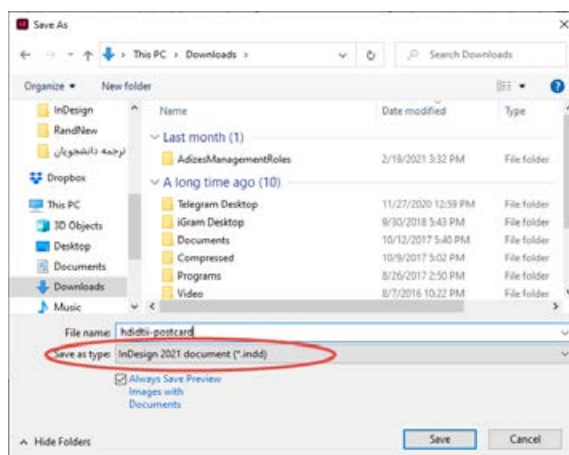 Save As
This PC > Downloads >
Search Downloads
Organize
New folder
InDesign
RandNew
ترجمه دانشجویان
Dropbox
This PC
3D Objects
Desktop
Documents
Downloads
Music
Name Date modified Type
Last month (1)
AdizesManagementRoles 2/18/2021 3:32 PM File folder
A long time ago (10)
Telegram Desktop 11/27/2020 12:59 PM File folder
iGram Desktop 9/30/2018 5:43 PM File folder
Documents 10/12/2017 5:40 PM File folder
Compressed 10/9/2017 5:02 PM File folder
Programs 8/26/2017 2:50 PM File folder
Video 8/7/2016 10:22 PM File folder
File name: hdidtii-postcard
Save as type: InDesign 2021 document (*.indd)
Always Save Preview
Images with
Documents
Hide Folders
Save
Cancel